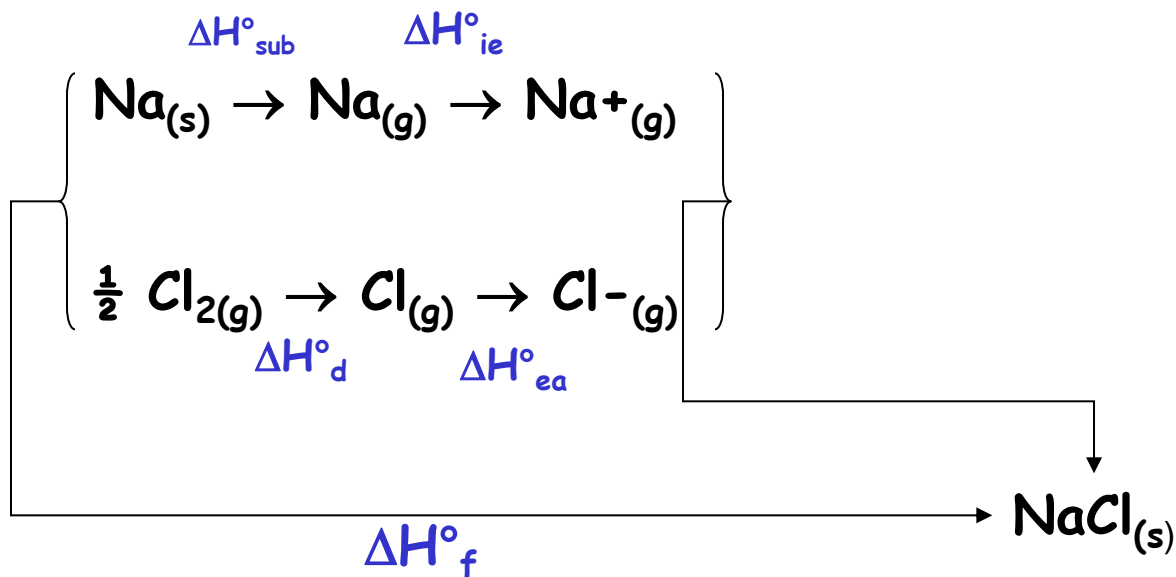 ΔH°sub ΔH°ie
Na(s) → Na(g) → Na+(g)
½ Cl2(g) → Cl(g) → Cl-(g)
ΔH°d ΔH°ea
NaCl(s)
ΔH°f